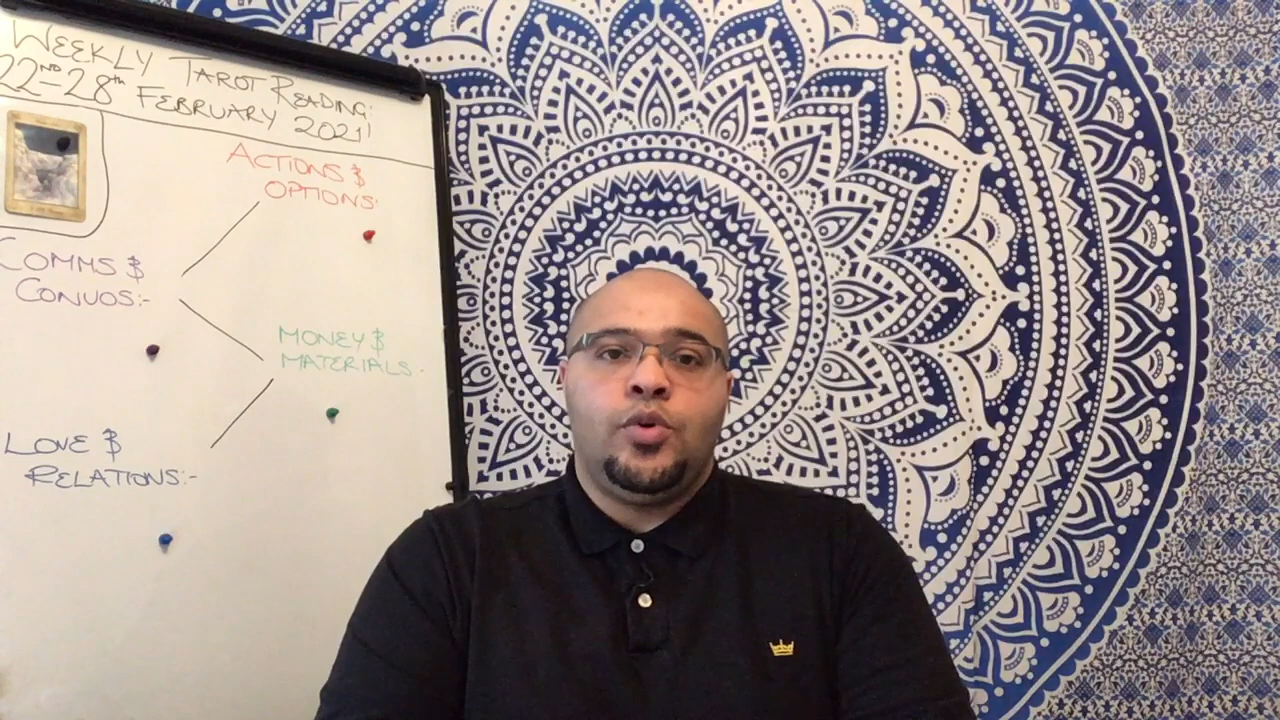 WEEKLY TAROT READING:
22ND-28th FEBRUARY 2021!
ACTIONS &
OPTIONS:
COMMS &
CONVOS:-
MONEY &
MATERIALS-
LOVE &
RELATIONS:-